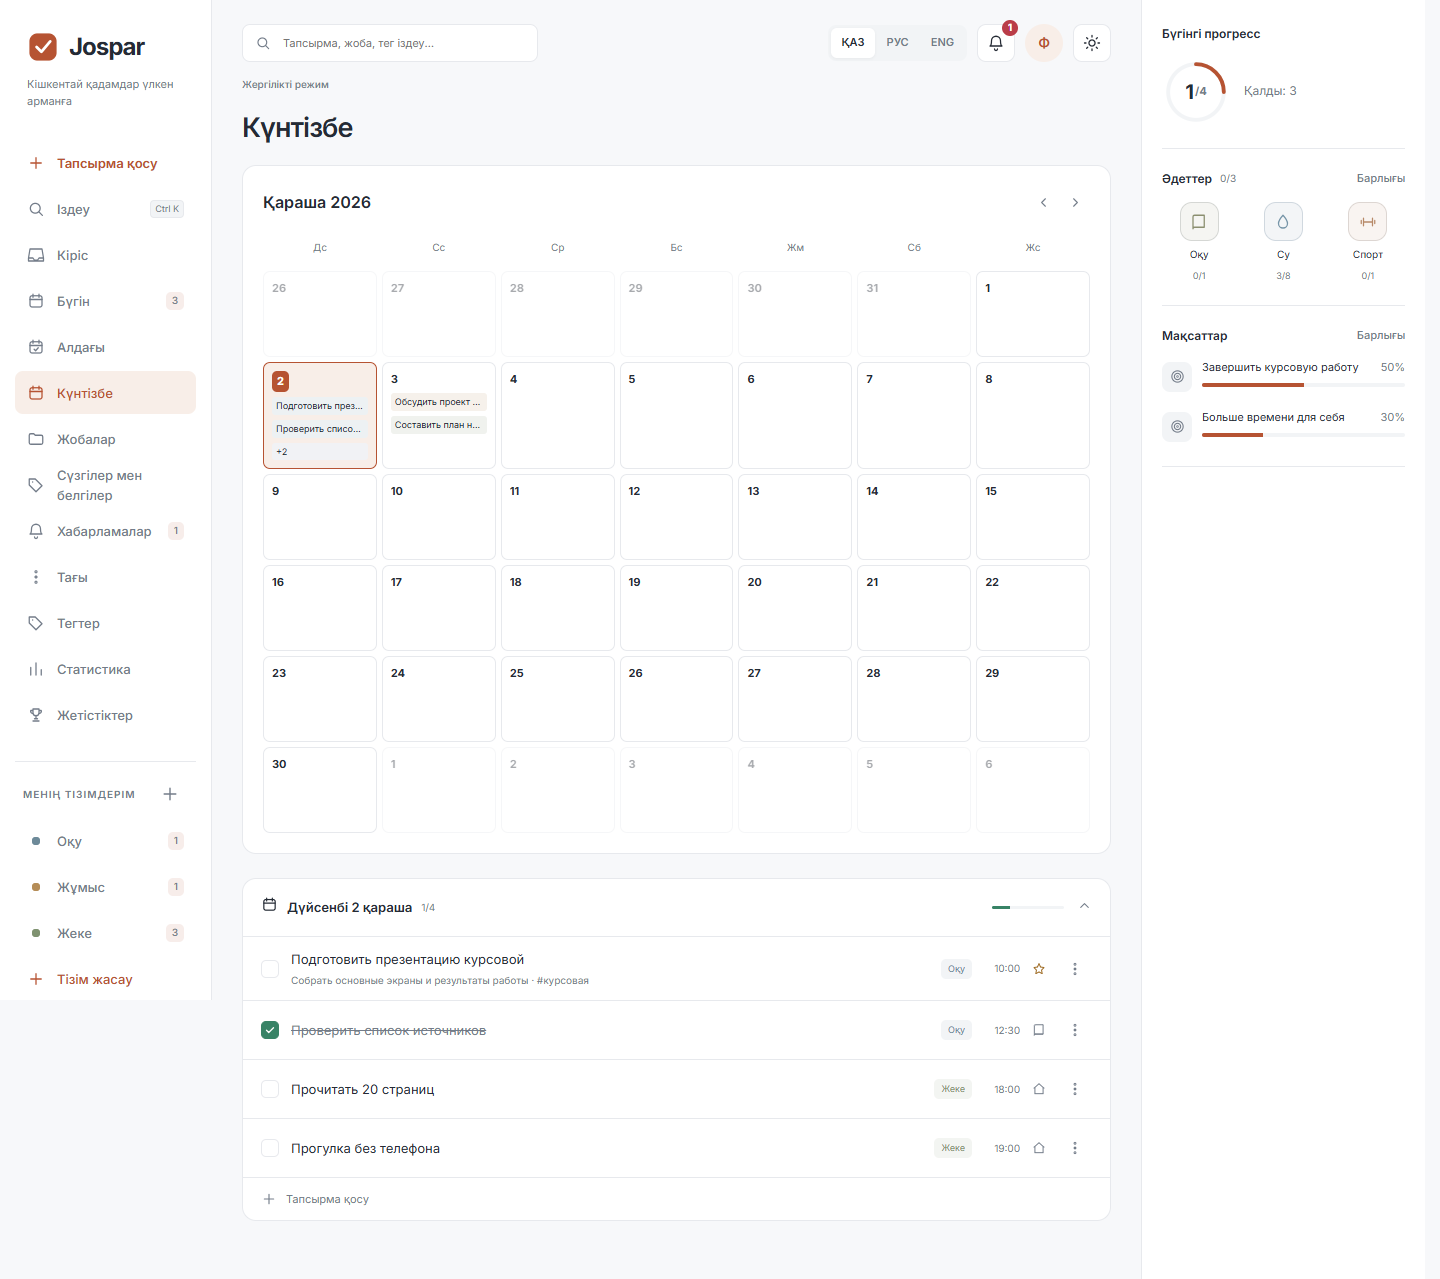 Jospar
Кішкентай қадамдар үлкен
арманға
Тапсырма қосу
Іздеу
Ctrl K
Кіріс
Бүгін
3
Алдағы
Күнтізбе
Жобалар
Сүзгілер мен
белгілер
Хабарламалар
1
Тағы
Тегтер
Статистика
Жетістіктер
МЕНІҢ ТІЗІМДЕРІМ
Оқу
1
Жұмыс
1
Жеке
3
Тізім жасау
Тапсырма, жоба, тег іздеу...
ҚАЗ РУС ENG
1
Ф
Жергілікті режим
Күнтізбе
Қараша 2026
Дс Сс Ср Бс Жм Сб Жс
26 27 28 29 30 31 1
2 3 4 5 6 7 8
Подготовить през... Обсудить проект ...
Проверить списо... Составить план н...
+2
9 10 11 12 13 14 15
16 17 18 19 20 21 22
23 24 25 26 27 28 29
30 1 2 3 4 5 6
Дүйсенбі 2 қараша 1/4
Подготовить презентацию курсовой
Собрать основные экраны и результаты работы · #курсовая
Оқу 10:00
Проверить список источников
Оқу 12:30
Прочитать 20 страниц
Жеке 18:00
Прогулка без телефона
Жеке 19:00
Тапсырма қосу
Бүгінгі прогресс
1/4
Қалды: 3
Әдеттер 0/3 Барлығы
Оқу Су Спорт
0/1 3/8 0/1
Мақсаттар Барлығы
Завершить курсовую работу 50%
Больше времени для себя 30%